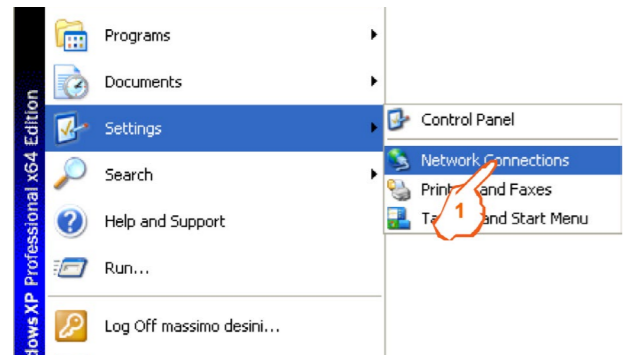 Programs
Documents
Settings
Search
Help and Support
Run...
Log Off massimo desini...
Control Panel
Network Connections
and Faxes
and Start Menu
1
dows XP Professional x64 Edition